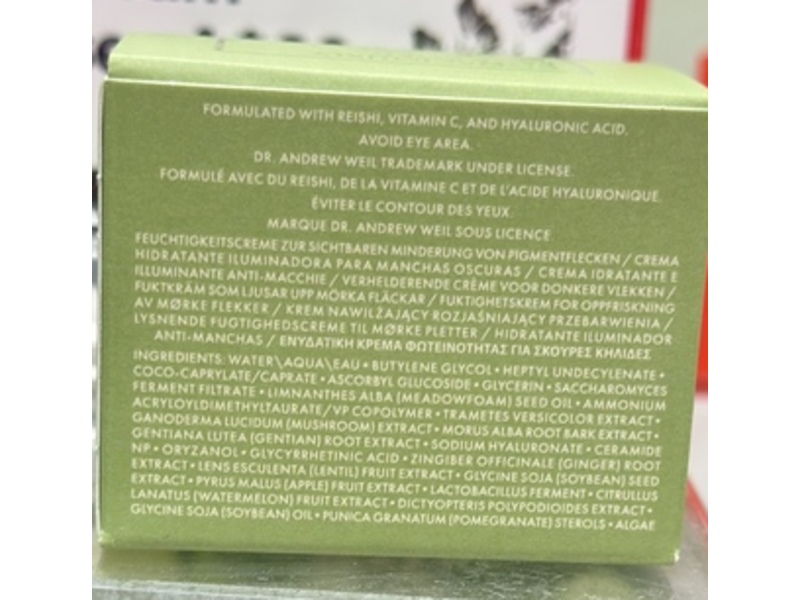 FORMULATED WITH REISHI, VITAMIN C, AND HYALURONIC ACID.
AVOID EYE AREA.
DR. ANDREW WEIL TRADEMARK UNDER LICENSE.
FORMULÉ AVEC DU REISHI, DE LA VITAMINE C ET DE L'ACIDE HYALURONIQUE.
ÉVITER LE CONTOUR DES YEUX.
MARQUE DR. ANDREW WEIL SOUS LICENCE
FEUCHTIGKEITSCREME ZUR SICHTBAREN MINDERUNG VON PIGMENTFLECKEN / CREMA
HIDRATANTE ILUMINADORA PARA MANCHAS OSCURAS / CREMA IDRATANTE E
ILLUMINANTE ANTI-MACCHIE / VERHELDERENDE CRÈME VOOR DONKERE VLEKKEN /
FUKTKRÄM SOM LJUSAR UPP MÖRKA FLÄCKAR / FUKTIGHETSKREM FOR OPPFRISKNING
AV MØRKE FLEKKER / KREM NAWILŻAJĄCY ROZJAŚNIAJĄCY PRZEBARWIENIA /
LYSNENDE FUGTIGHEDSCREME TIL MØRKE PLETTER / HIDRATANTE ILUMINADOR
ANTI-MANCHAS / ΕΝΥΔΑΤΙΚΗ ΚΡΕΜΑ ΦΩΤΕΙΝΟΤΗΤΑΣ ΓΙΑ ΣΚΟΥΡΕΣ ΚΗΛΙΔΕΣ
INGREDIENTS: WATER\AQUA\EAU • BUTYLENE GLYCOL • HEPTYL UNDECYLENATE •
COCO-CAPRYLATE/CAPRATE • ASCORBYL GLUCOSIDE • GLYCERIN • SACCHAROMYCES
FERMENT FILTRATE • LIMNANTHES ALBA (MEADOWFOAM) SEED OIL • AMMONIUM
ACRYLOYLDIMETHYLTAURATE/VP COPOLYMER • TRAMETES VERSICOLOR EXTRACT •
GANODERMA LUCIDUM (MUSHROOM) EXTRACT • MORUS ALBA ROOT BARK EXTRACT •
GENTIANA LUTEA (GENTIAN) ROOT EXTRACT • SODIUM HYALURONATE • CERAMIDE
NP • ORYZANOL • GLYCYRRHETINIC ACID • ZINGIBER OFFICINALE (GINGER) ROOT
EXTRACT • LENS ESCULENTA (LENTIL) FRUIT EXTRACT • GLYCINE SOJA (SOYBEAN) SEED
EXTRACT • PYRUS MALUS (APPLE) FRUIT EXTRACT • LACTOBACILLUS FERMENT • CITRULLUS
LANATUS (WATERMELON) FRUIT EXTRACT • DICTYOPTERIS POLYPODIOIDES EXTRACT •
GLYCINE SOJA (SOYBEAN) OIL • PUNICA GRANATUM (POMEGRANATE) STEROLS • ALGAE